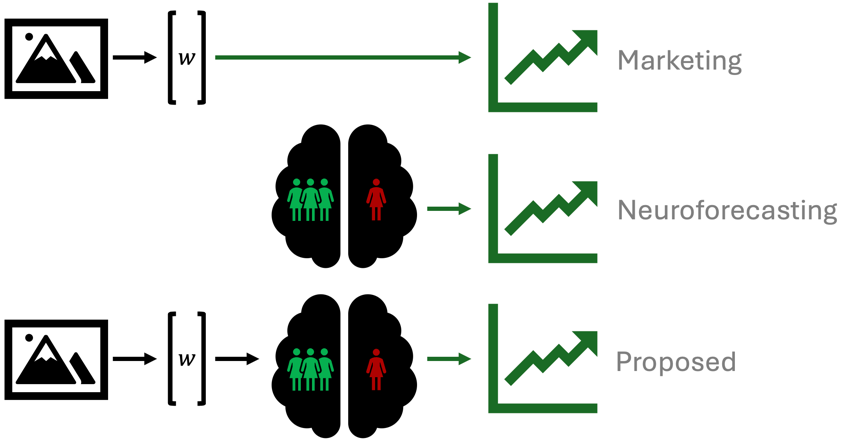 w
Marketing
Neuroforecasting
w
Proposed